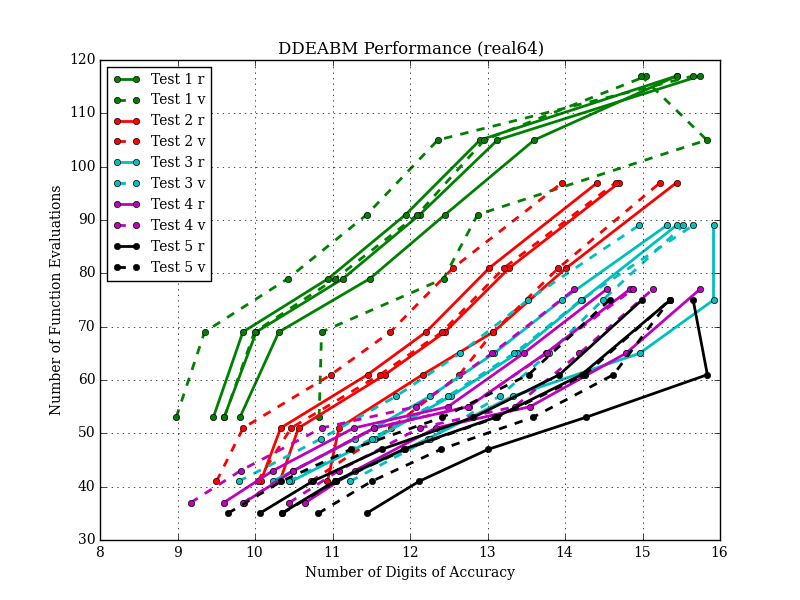 DDEABM Performance (real64)
120
110
100
90
80
70
60
50
40
30
Number of Function Evaluations
Test 1 r
Test 1 v
Test 2 r
Test 2 v
Test 3 r
Test 3 v
Test 4 r
Test 4 v
Test 5 r
Test 5 v
8 9 10 11 12 13 14 15 16
Number of Digits of Accuracy